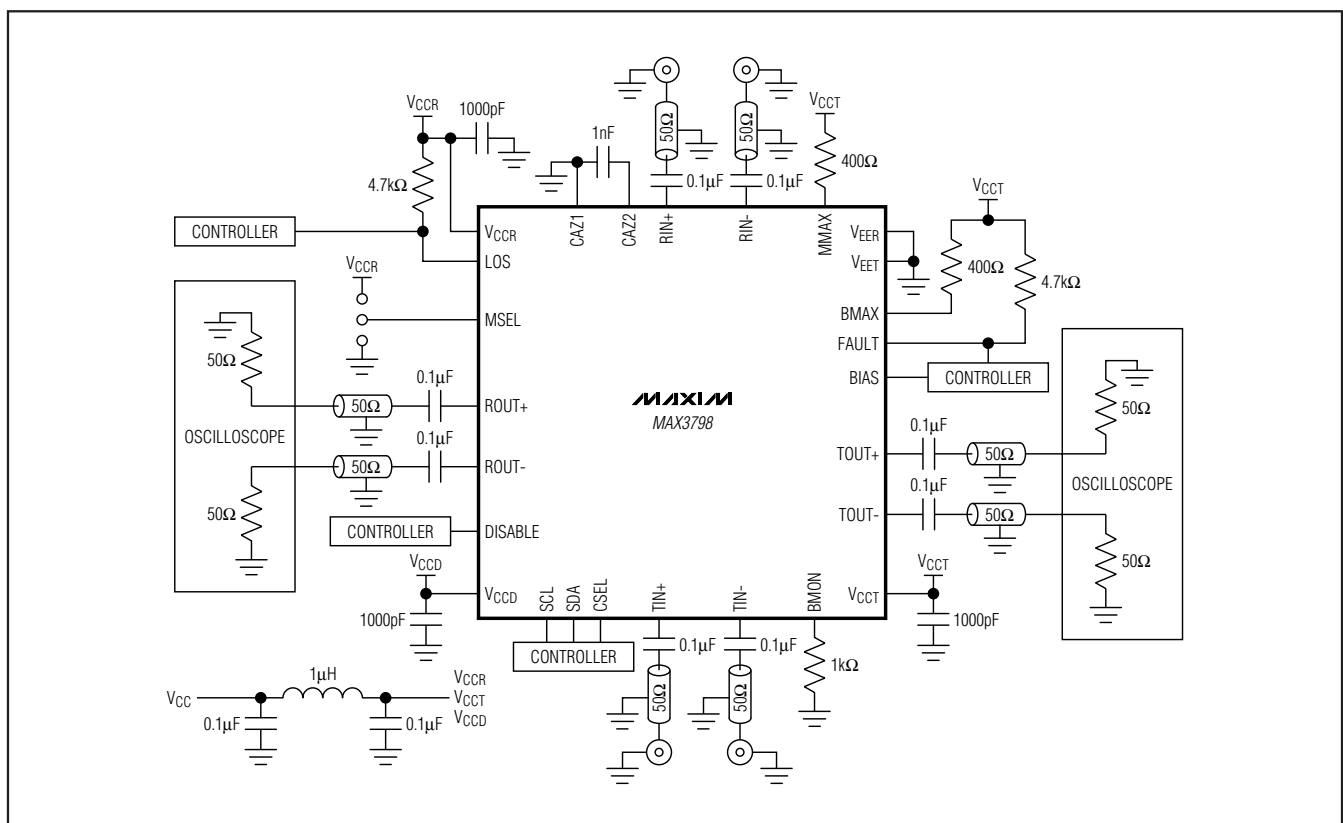 VCCR
1000pF
4.7kΩ
CONTROLLER
1nF
CAZ1
CAZ2
50Ω
0.1μF
RIN+
50Ω
0.1μF
RIN-
VCCT
400Ω
MMAX
VCCR
LOS
VCCR
MSEL
50Ω
OSCILLOSCOPE
50Ω
50Ω
0.1μF
ROUT+
50Ω
0.1μF
ROUT-
CONTROLLER
DISABLE
VCCD
VCCD
1000pF
MAXIM
MAX3798
VEER
VEET
VCCT
400Ω
4.7kΩ
BMAX
FAULT
BIAS
CONTROLLER
TOUT+
0.1μF
50Ω
TOUT-
0.1μF
50Ω
50Ω
OSCILLOSCOPE
50Ω
VCCT
VCCT
1000pF
SCL
SDA
CSEL
CONTROLLER
TIN+
0.1μF
50Ω
TIN-
0.1μF
50Ω
BMON
1kΩ
VCC
1μH
0.1μF
0.1μF
VCCR
VCCT
VCCD